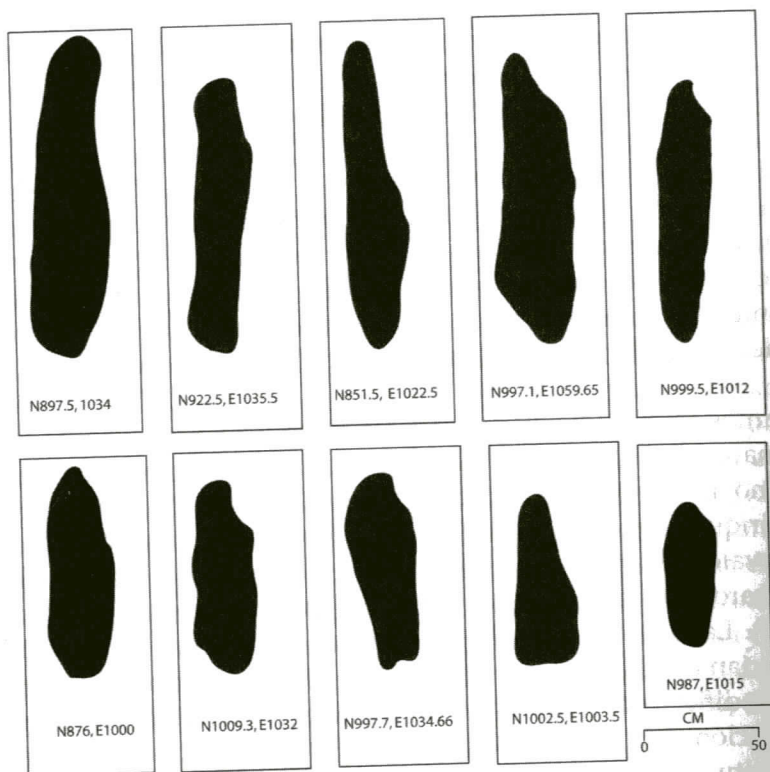 N897.5, 1034
N922.5, E1035.5
N851.5, E1022.5
N997.1, E1059.65
N999.5, E1012
N876, E1000
N1009.3, E1032
N997.7, E1034.66
N1002.5, E1003.5
N987, E1015
CM
0 50